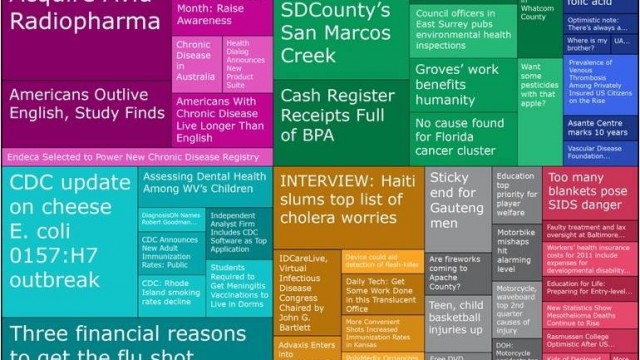 Radiopharma
Month: Raise
Awareness
Chronic
Disease
in
Australia
Health
Dialog
Announces
New
Product
Suite
Americans Outlive
English, Study Finds
Americans With
Chronic Disease
Live Longer Than
English
Endeca Selected to Power New Chronic Disease Registry
SDCounty's
San Marcos
Creek
Cash Register
Receipts Full
of BPA
Council officers in
East Surrey pubs
environmental health
inspections
Groves' work
benefits
humanity
No cause found for
Florida
cancer cluster
in
Whatcom
County
Want
some
pesticides
with that
apple?
folic acid
Optimistic note:
There's always a...
Where is my
brother?
UA...
Prevalence of
Venous
Thrombosis
Among Privately
Insured US Citizens
on the Rise
Asante Centre
marks 10 years
Vascular Disease
Foundation...
CDC update
on cheese
E. coli
0157:H7
outbreak
Assessing Dental Health
Among WV's Children
DiagnosisON Names
Robert Goodman...
CDC Announces
New Adult
Immunization
Rates: Public
CDC: Rhode
Island smoking
rates decline
Independent
Analyst Firm
Includes CDC
Software as Top
Application
Students
Required to
Get Meningitis
Vaccinations to
Live in Dorms
Three financial reasons
to get the flu shot
INTERVIEW: Haiti
slums top list of
cholera worries
IDCareLive,
Virtual
Infectious
Disease
Congress
Chaired by
John G.
Bartlett
Advaxis Enters
into
Device could aid
detection of flesh-killer
Daily Tech: Get
Some Work Done
in this Translucent
Office
More Convenient
Shots Increased
Immunization Rates
in Kansas
PolyMedix Organizes
Sticky
end for
Gauteng
men
Are fireworks
coming to
Apache
County?
Teen, child
basketball
injuries up
Free DVD
Education
top
priority for
player
welfare
Motorbike
mishaps
hit
alarming
level
Motorcycle,
waveboard
top 2nd
quarter
causes of
injury
DOH:
Motorcycle
Too many
blankets pose
SIDS danger
Faulty treatment and lax
oversight at Baltimore...
Workers' health insurance
costs for 2011 include
expenses for
developmental disability...
Education for Life:
Preparing for Entry-level...
New Statistics Show
Mesothelioma Deaths
Continue to Rise
Rasmussen College
Optimistic After US...